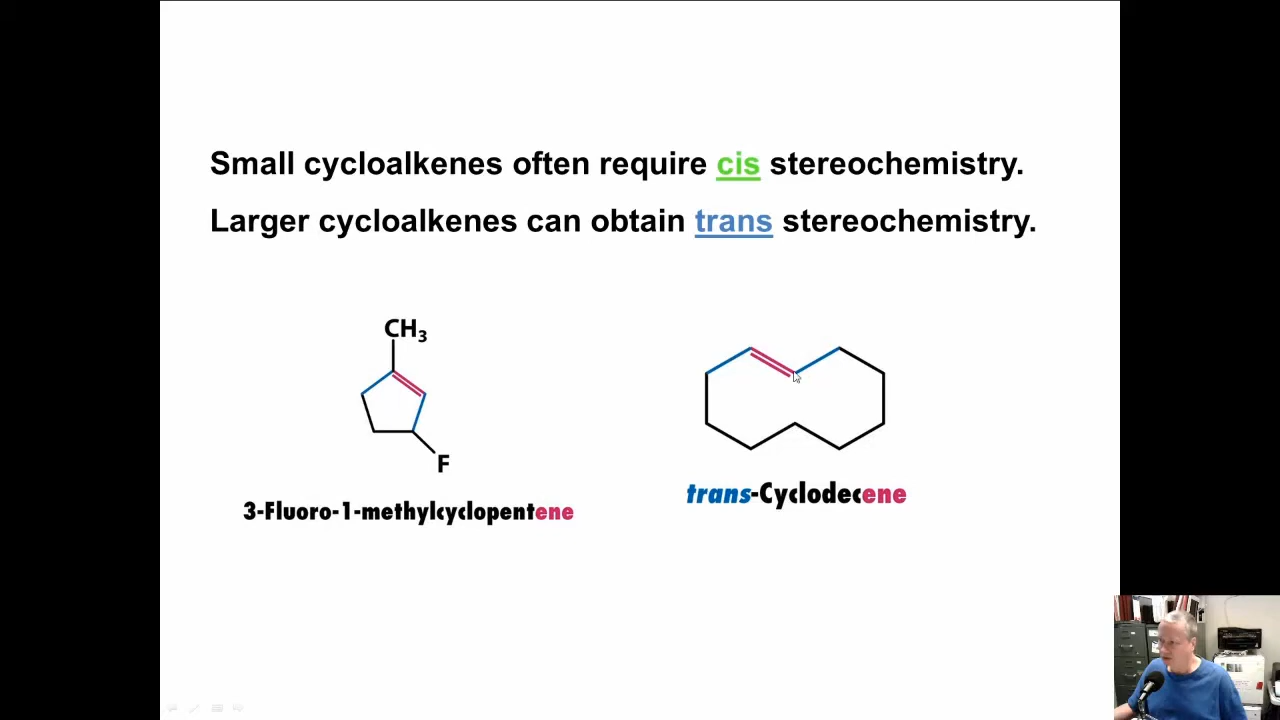 Small cycloalkenes often require cis stereochemistry.
Larger cycloalkenes can obtain trans stereochemistry.
CH3
F
trans-Cyclodecene
3-Fluoro-1-methylcyclopentene